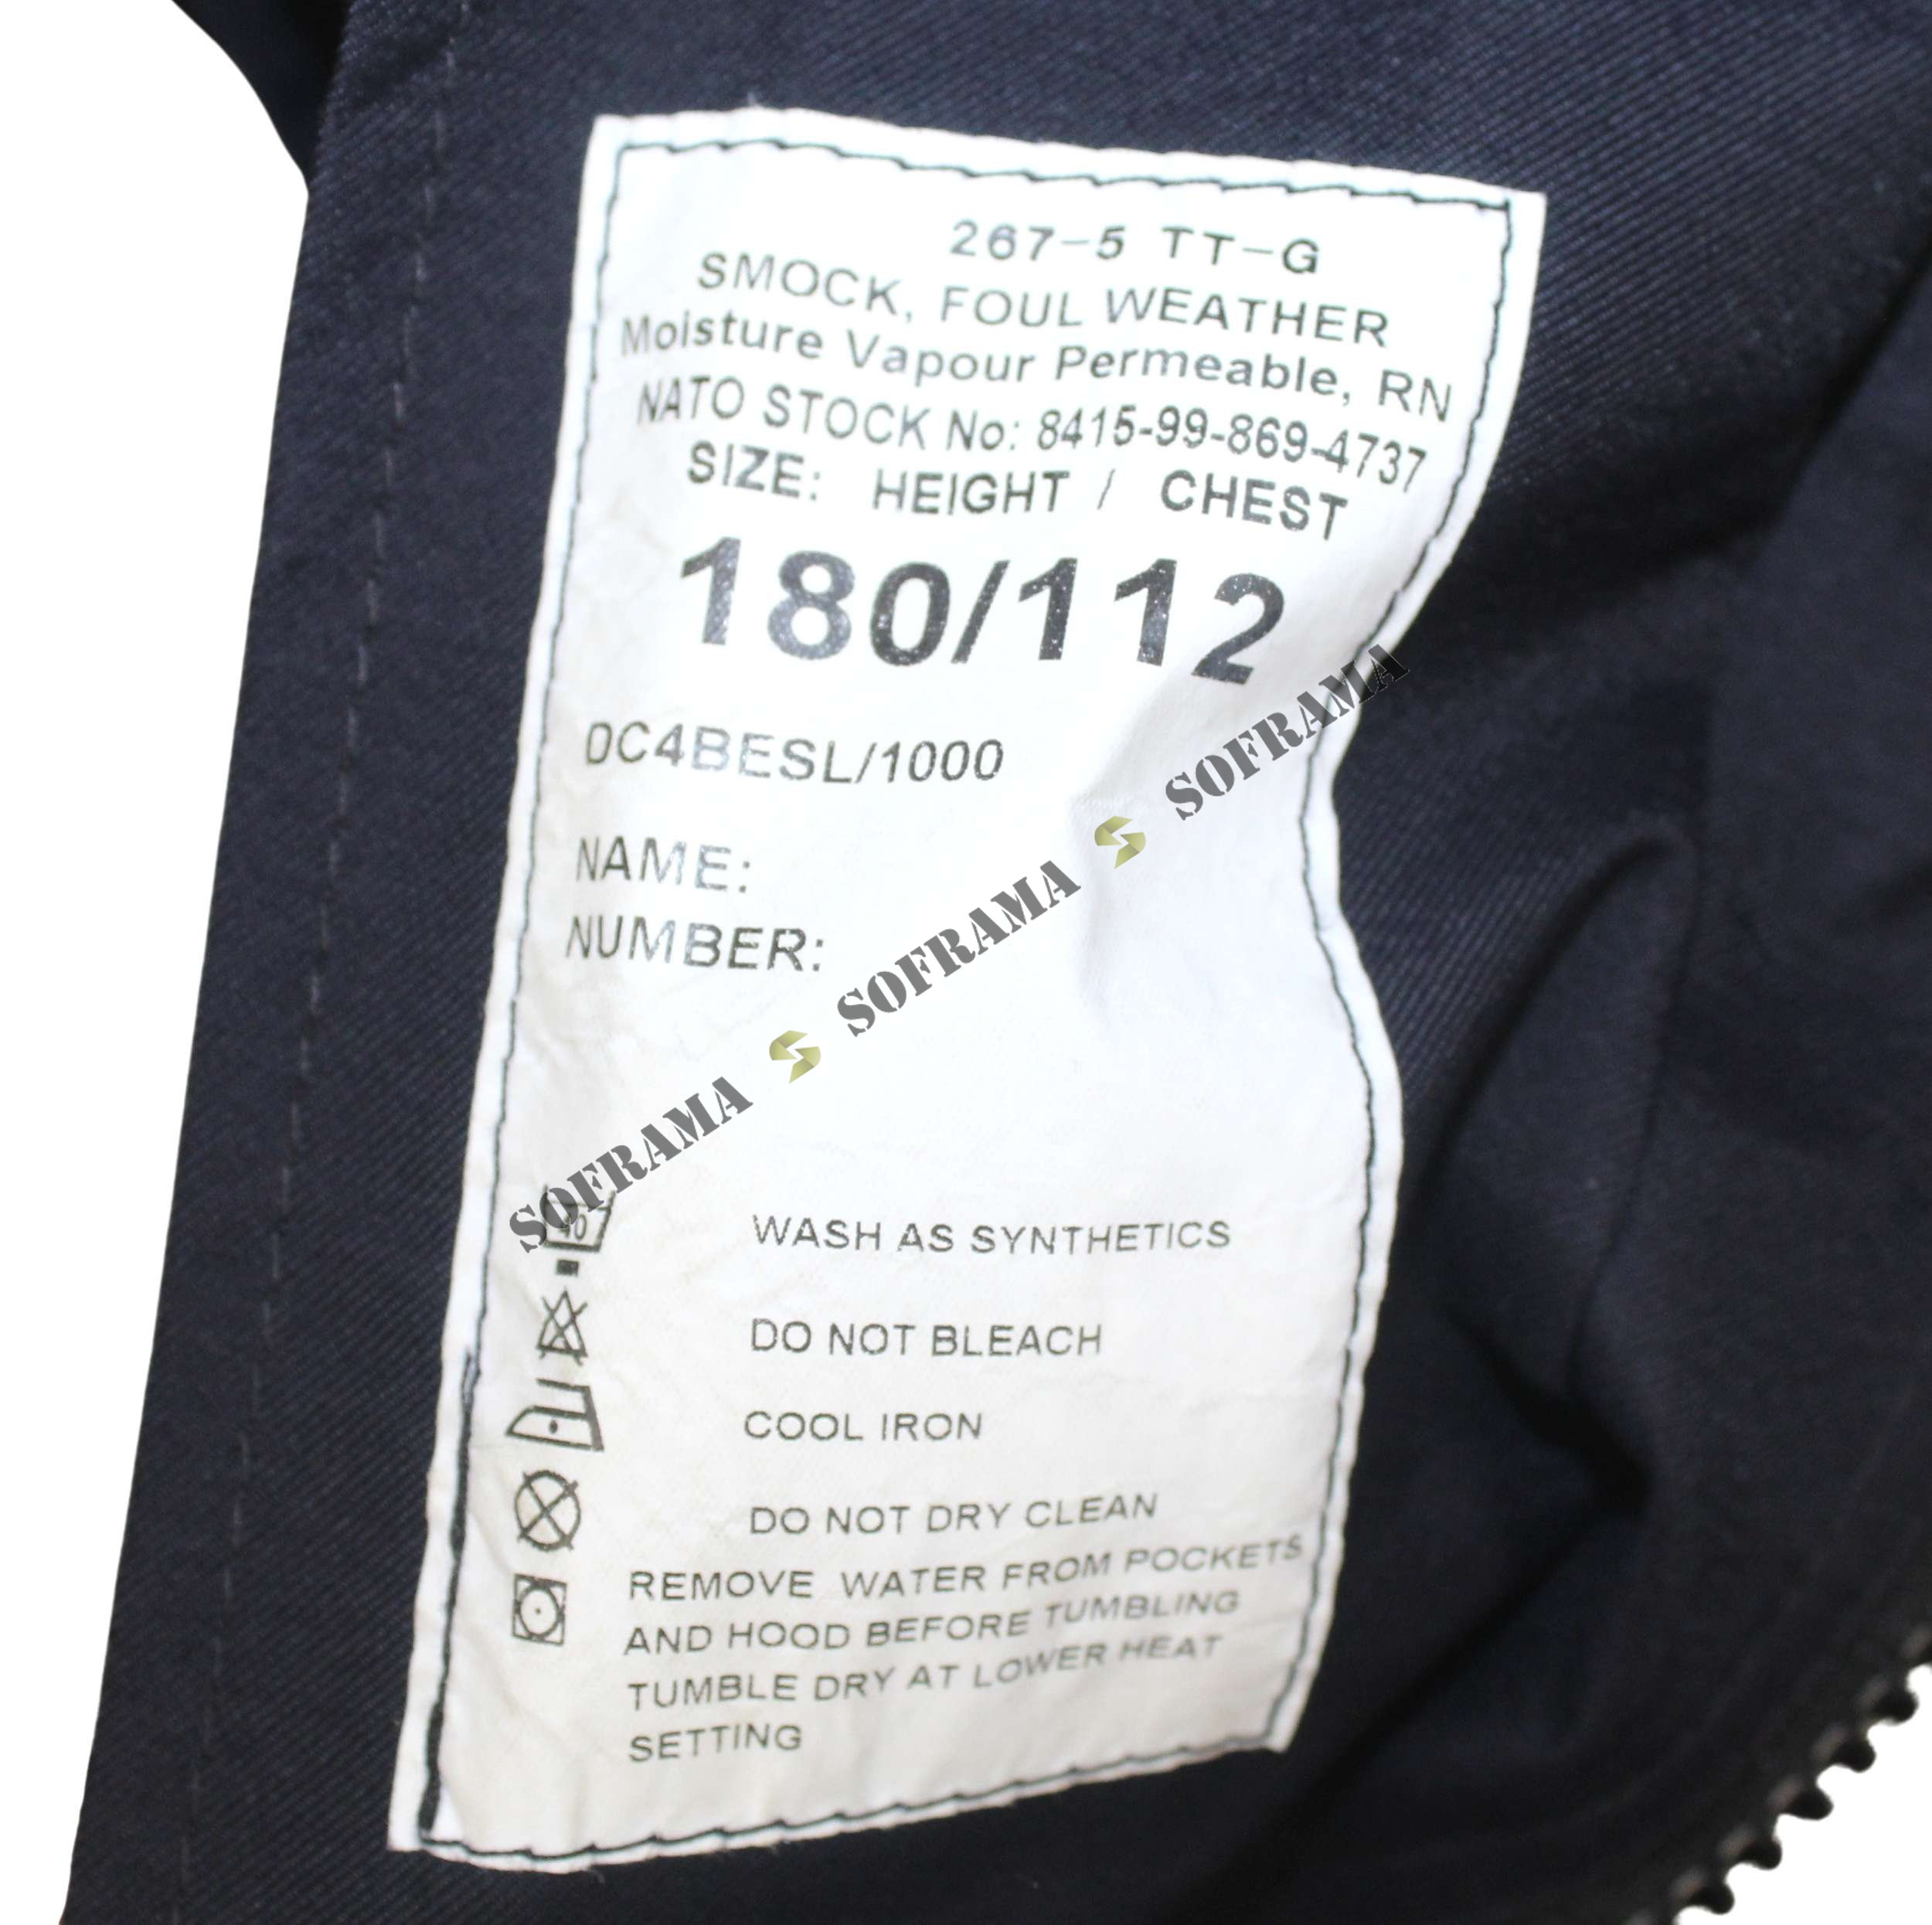 267-5 TT-G
SMOCK, FOUL WEATHER
Moisture Vapour Permeable, RN
NATO STOCK No: 8415-99-869-4737
SIZE: HEIGHT / CHEST
180/112
DC4BESL/1000
NAME:
NUMBER:
SOFRAMA SOFRAMA SOFRAMA
40
WASH AS SYNTHETICS
DO NOT BLEACH
COOL IRON
DO NOT DRY CLEAN
REMOVE WATER FROM POCKETS
AND HOOD BEFORE TUMBLING
TUMBLE DRY AT LOWER HEAT
SETTING